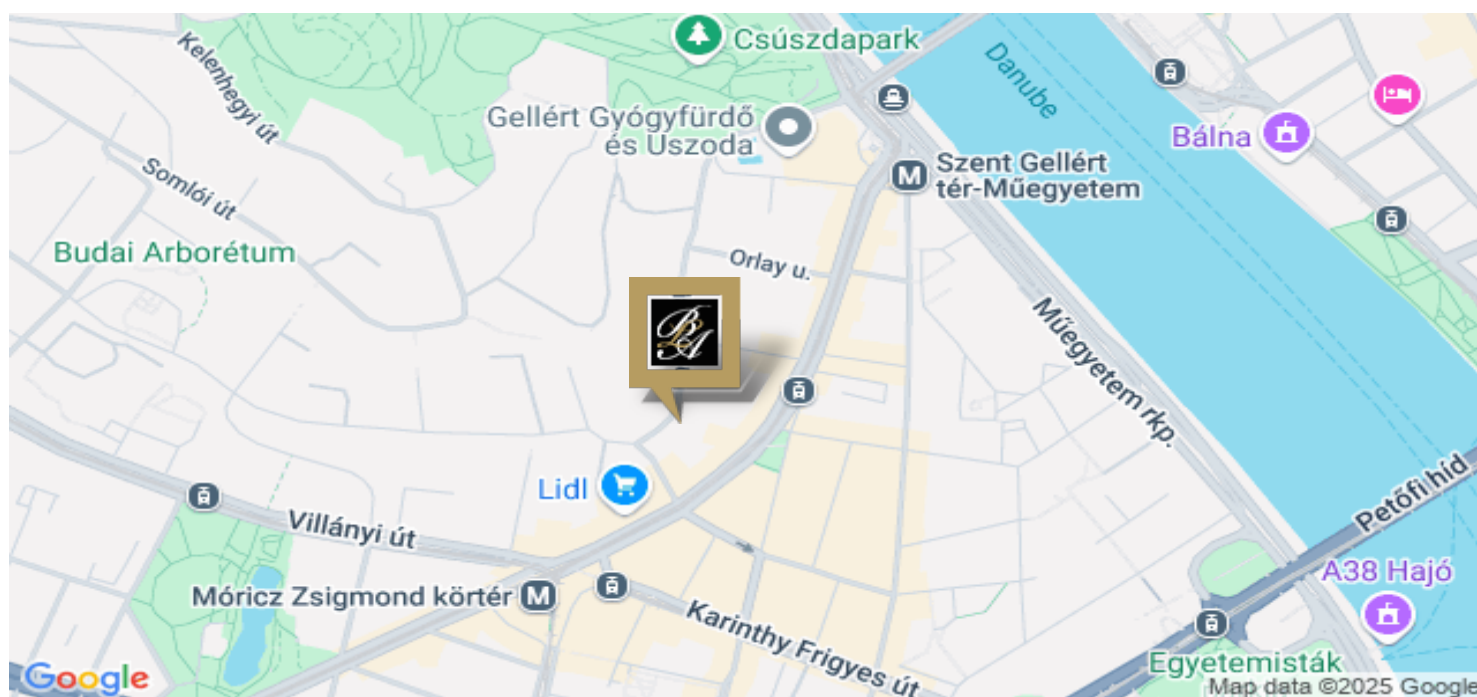 Csúszdapark
Kelenhegyi út
Danube
Gellért Gyógyfürdő
és Uszoda
Bálna
M
Szent Gellért
tér-Műegyetem
Somlói út
Budai Arborétum
Orlay u.
BLA
Műegyetem rkp.
Lidl
Petőfi híd
Villányi út
A38 Hajó
Móricz Zsigmond körtér M
Karinthy Frigyes út
Egyetemisták
Google
Map data ©2025 Google